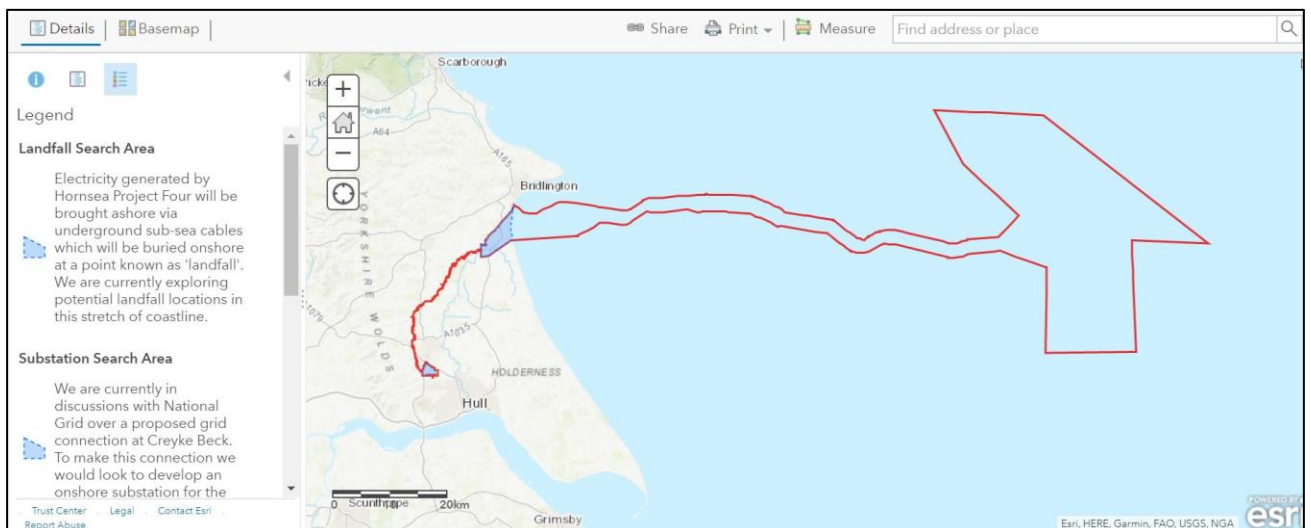 Details
Basemap
Share
Print
Measure
Find address or place
Legend
Landfall Search Area
Electricity generated by
Hornsea Project Four will be
brought ashore via
underground sub-sea cables
which will be buried onshore
at a point known as 'landfall'.
We are currently exploring
potential landfall locations in
this stretch of coastline.
Substation Search Area
We are currently in
discussions with National
Grid over a proposed grid
connection at Creyke Beck.
To make this connection we
would look to develop an
onshore substation for the
Trust Center
Legal
Contact Esri
Report Abuse
Scarborough
A64
A165
Bridlington
YORKSHIRE WOLDS
A1079
A1035
HOLDERNESS
Hull
0
20km
Scunthorpe
Grimsby
Esri, HERE, Garmin, FAO, USGS, NGA
POWERED BY
esri